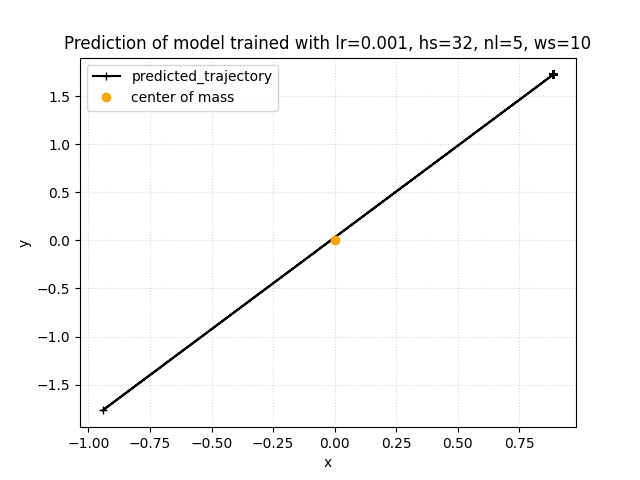 Prediction of model trained with lr=0.001, hs=32, nl=5, ws=10
predicted_trajectory
center of mass
1.5
1.0
0.5
0.0
−0.5
−1.0
−1.5
y
−1.00 −0.75 −0.50 −0.25 0.00 0.25 0.50 0.75
x